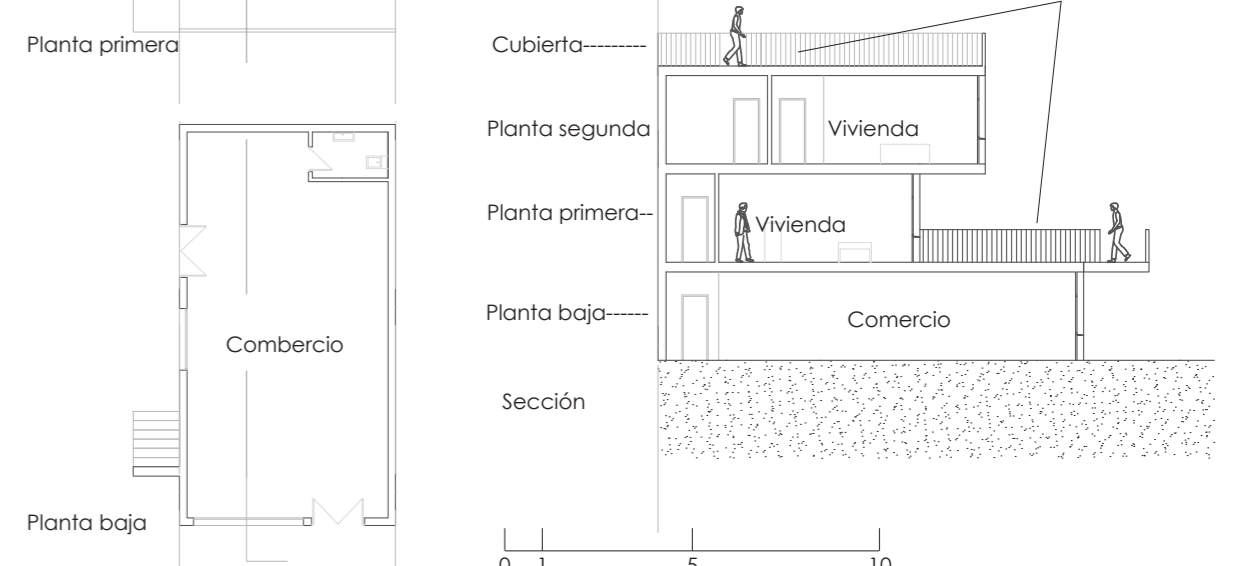 Planta primera
Combercio
Planta baja
Cubierta---------
Planta segunda
Vivienda
Planta primera--
Vivienda
Planta baja------
Comercio
Sección
0 1 5 10